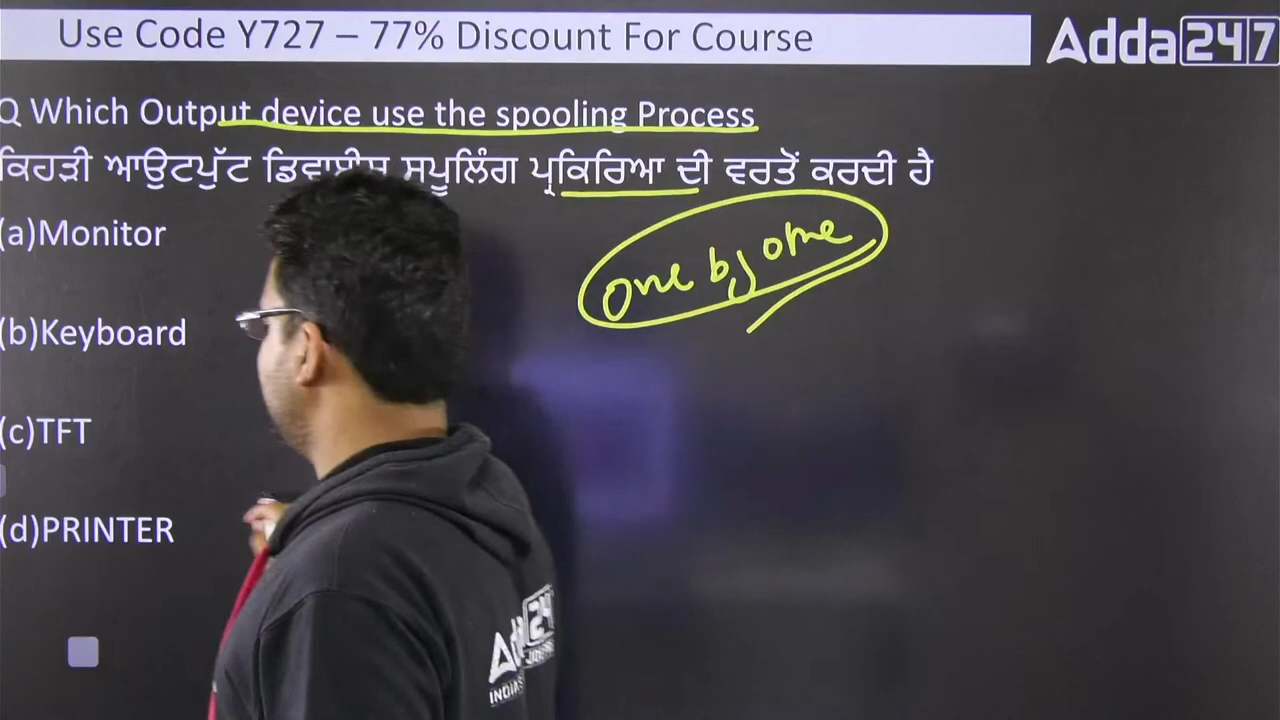 Use Code Y727 – 77% Discount For Course
Adda247
Q Which Output device use the spooling Process
ਕਿਹੜੀ ਆਉਟਪੁੱਟ ਡਿਵਾਈਸ ਸਪੂਲਿੰਗ ਪ੍ਰਕਿਰਿਆ ਦੀ ਵਰਤੋਂ ਕਰਦੀ ਹੈ
one by one
(a)Monitor
(b)Keyboard
(c)TFT
(d)PRINTER